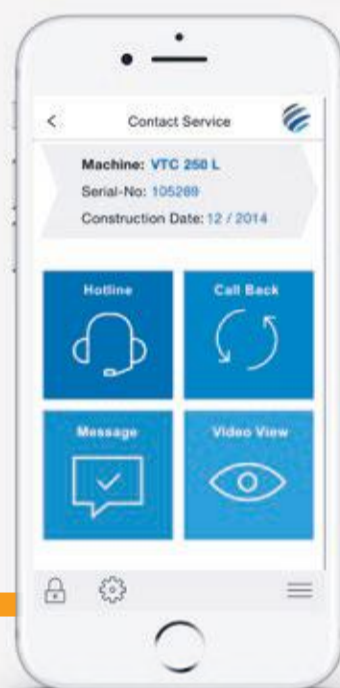 Contact Service
Machine: VTC 250 L
Serial-No: 105289
Construction Date: 12 / 2014
Hotline
Call Back
Message
Video View